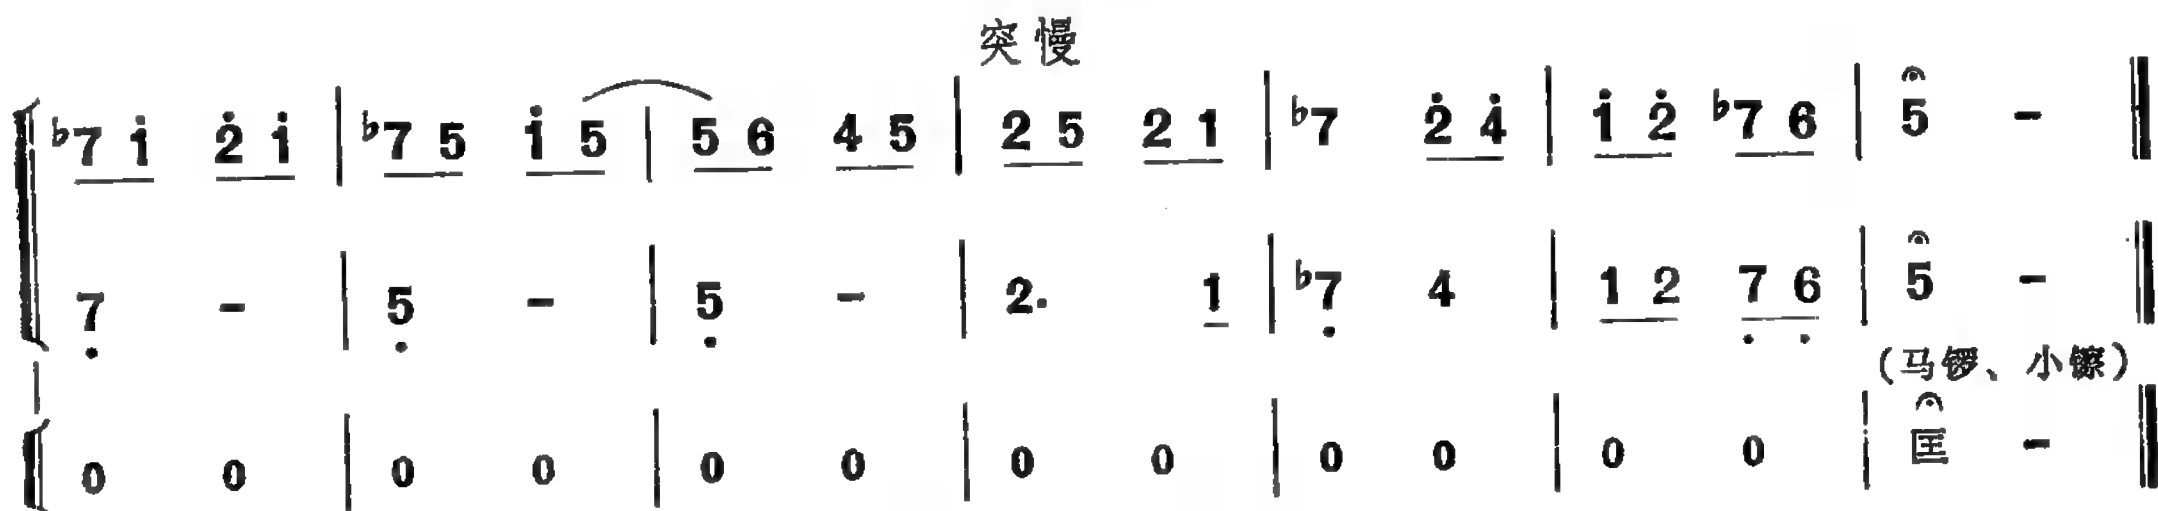 突慢
♭7 i̇ 2̇ i̇ | ♭7 5 i̇ 5 | 5 6 4 5 | 2 5 2 1 | ♭7 2̇ 4̇ | i̇ 2̇ ♭7 6 | 5 - ‖
7̣ - | 5̣ - | 5̣ - | 2. 1 | ♭7̣ 4 | 1 2 7̣ 6̣ | 5 - ‖
(马锣、小镲)
0 0 | 0 0 | 0 0 | 0 0 | 0 0 | 0 0 | 匡 - ‖